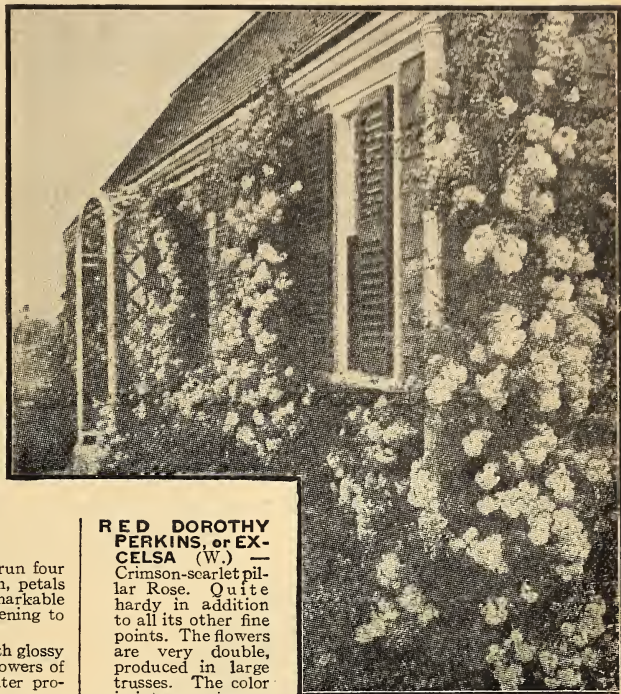 run four
n, petals
markable
ening to
th glossy
owers of
ter pro-
RED DOROTHY
PERKINS, or EX-
CELSA (W.) —
Crimson-scarlet pil-
lar Rose. Quite
hardy in addition
to all its other fine
points. The flowers
are very double,
produced in large
trusses. The color